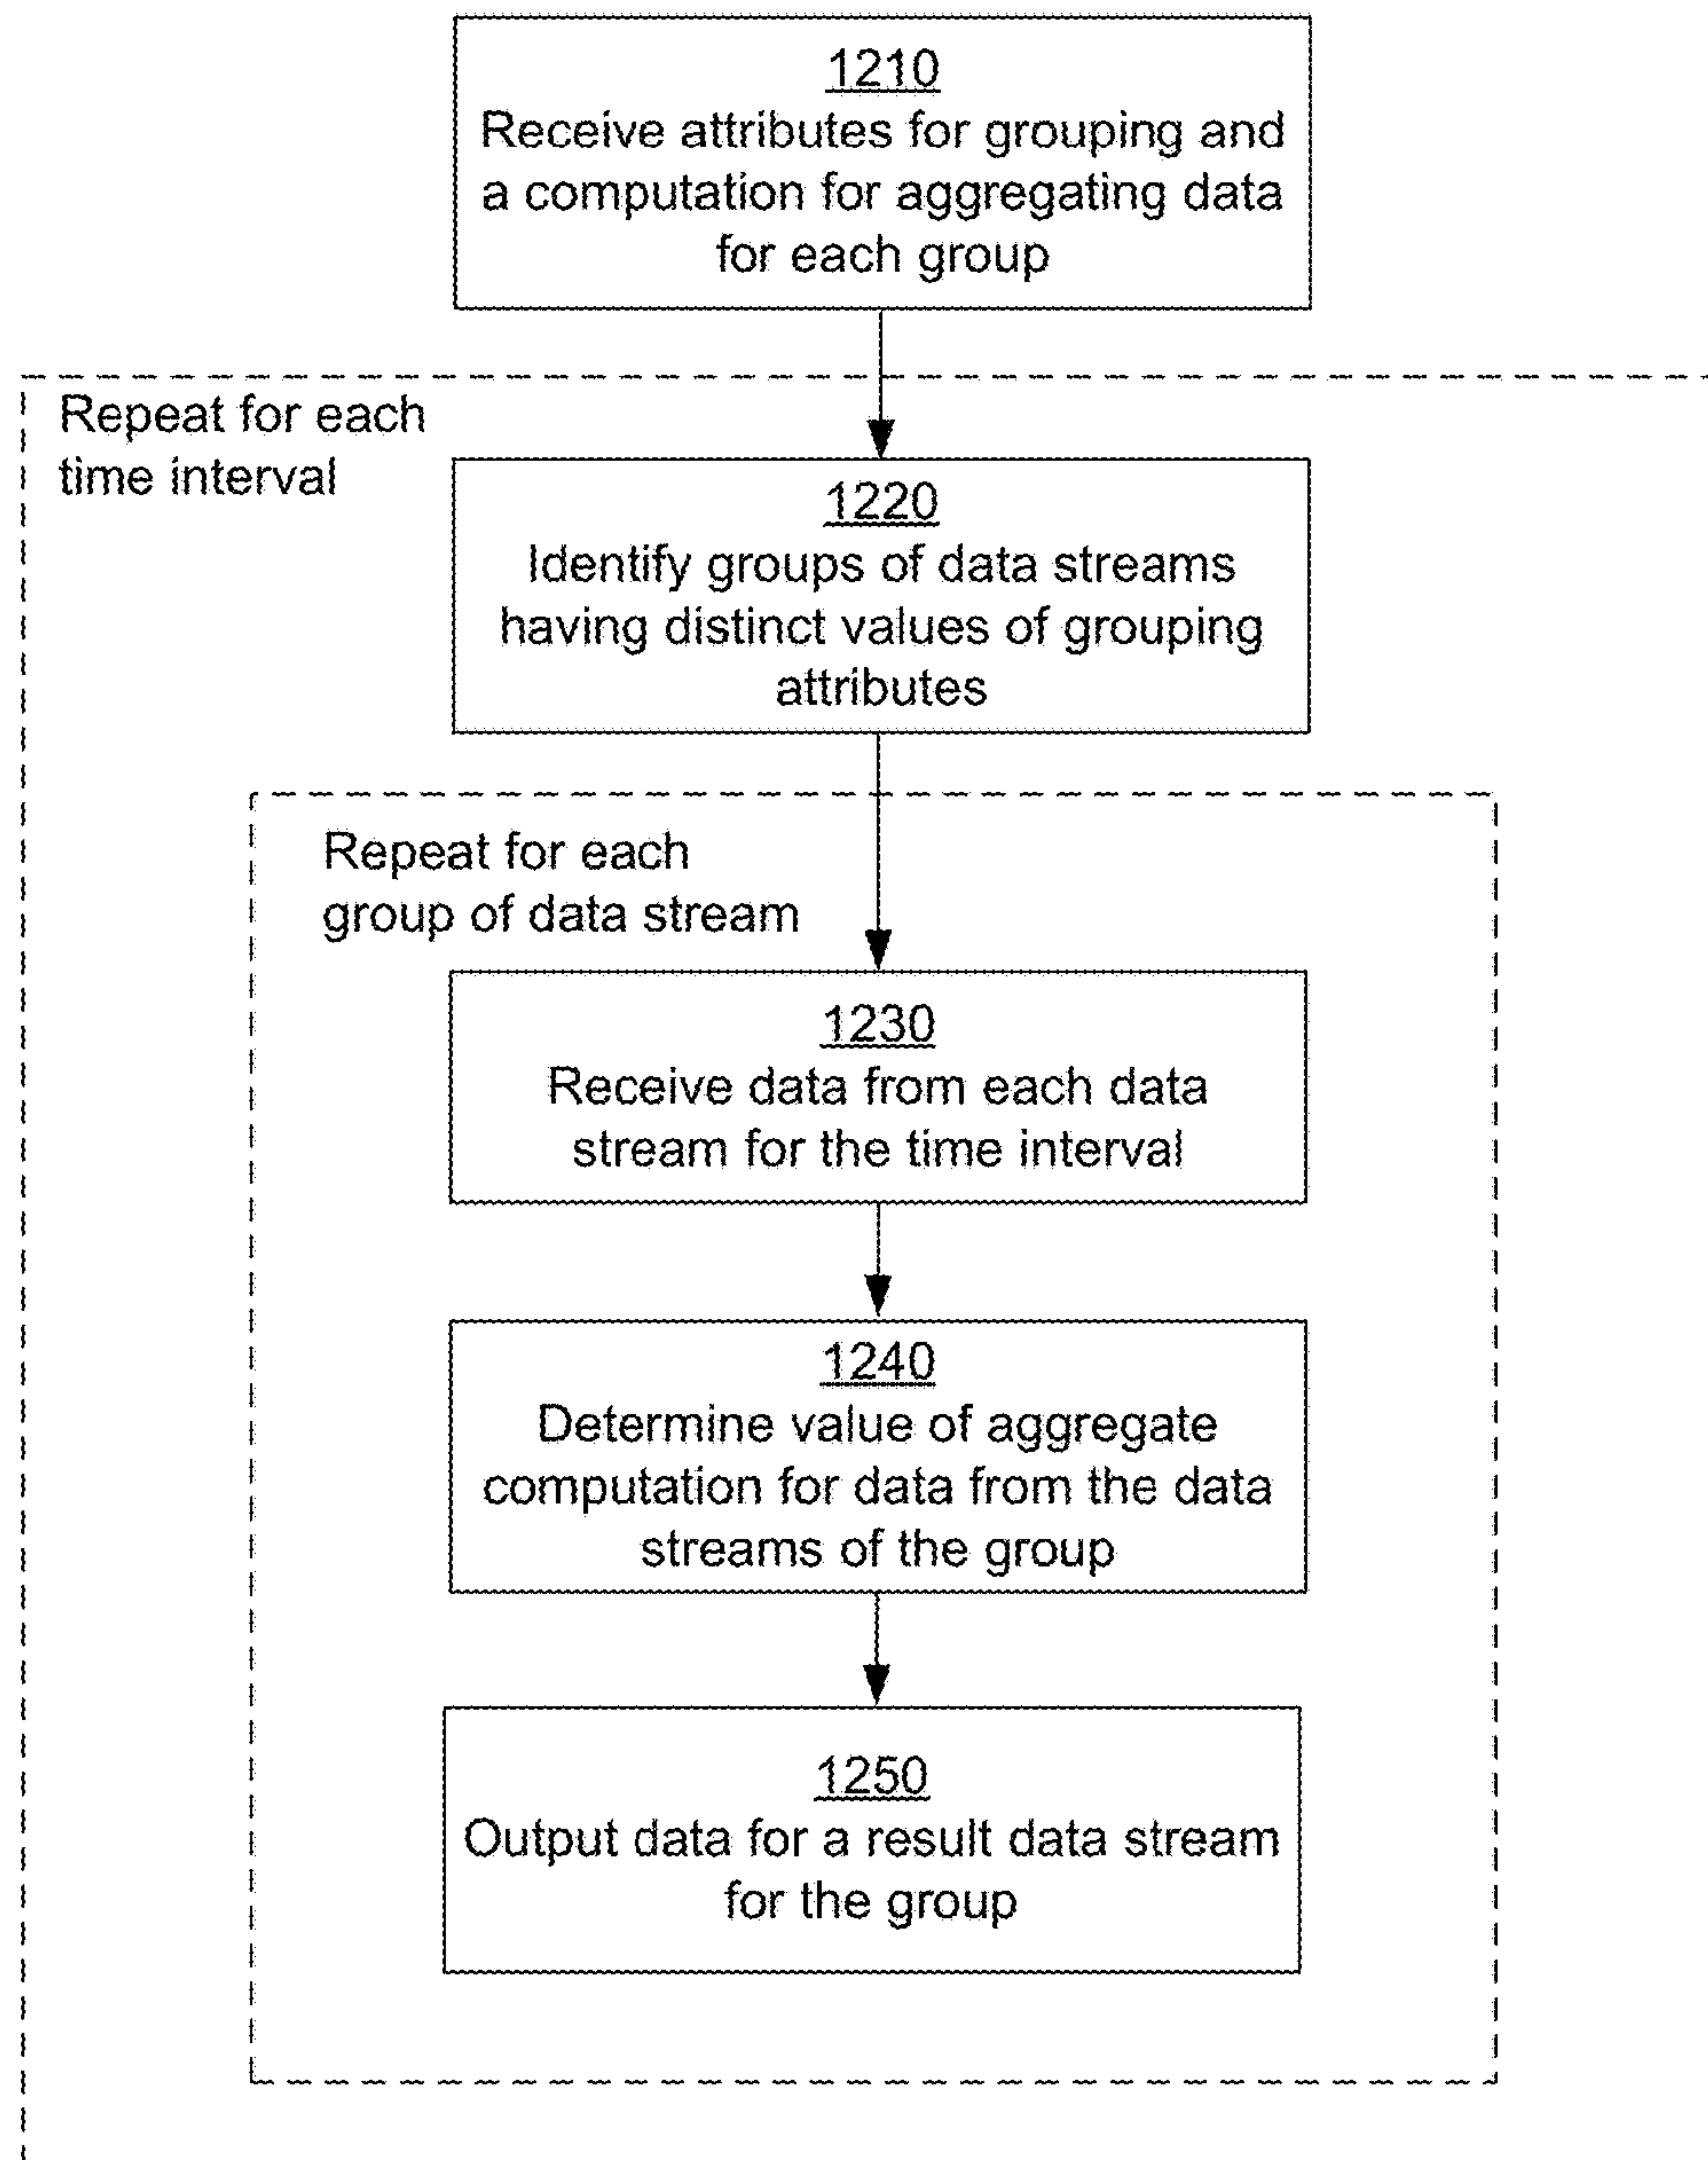 1210
Receive attributes for grouping and
a computation for aggregating data
for each group
Repeat for each
time interval
1220
Identify groups of data streams
having distinct values of grouping
attributes
Repeat for each
group of data stream
1230
Receive data from each data
stream for the time interval
1240
Determine value of aggregate
computation for data from the data
streams of the group
1250
Output data for a result data stream
for the group